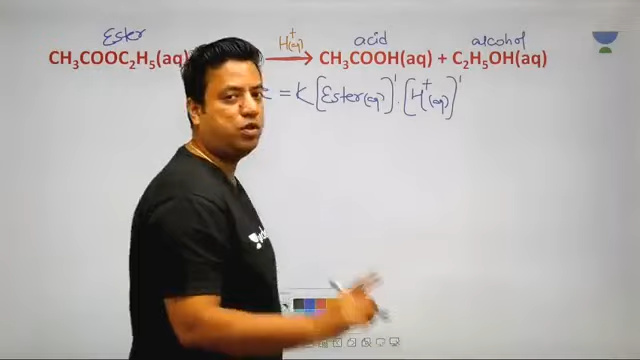 Ester H⁺(aq) acid alcohol
CH₃COOC₂H₅(aq) → CH₃COOH(aq) + C₂H₅OH(aq)
= K [Ester(aq)]¹ . [H⁺(aq)]¹